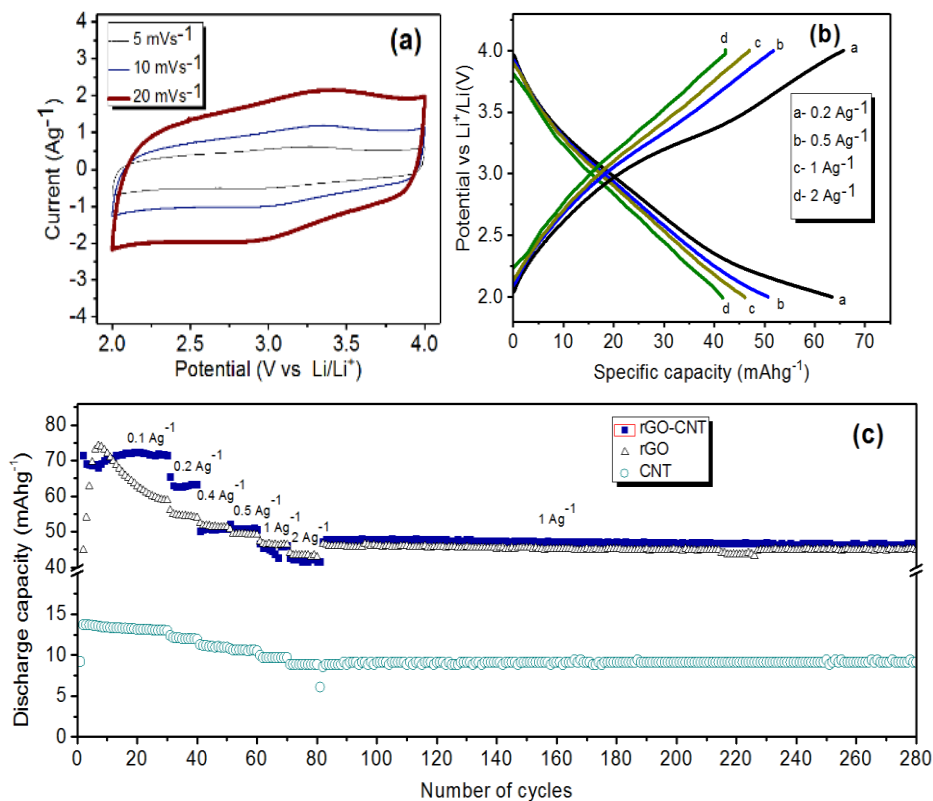 (a)
5 mVs⁻¹
10 mVs⁻¹
20 mVs⁻¹
4
3
2
1
0
-1
-2
-4
Current (Ag⁻¹)
2.0 2.5 3.0 3.5 4.0
Potential (V vs Li/Li⁺)
(b)
d c b a
4.0
3.5
3.0
2.5
2.0
Potential vs Li⁺/Li(V)
a- 0.2 Ag⁻¹
b- 0.5 Ag⁻¹
c- 1 Ag⁻¹
d- 2 Ag⁻¹
d c b a
0 10 20 30 40 50 60 70
Specific capacity (mAhg⁻¹)
(c)
rGO-CNT
rGO
CNT
80
70
60
50
40
15
10
5
0
Discharge capacity (mAhg⁻¹)
0.1 Ag⁻¹
0.2 Ag⁻¹
0.4 Ag⁻¹
0.5 Ag⁻¹
1 Ag⁻¹
2 Ag⁻¹
1 Ag⁻¹
0 20 40 60 80 100 120 140 160 180 200 220 240 260 280
Number of cycles